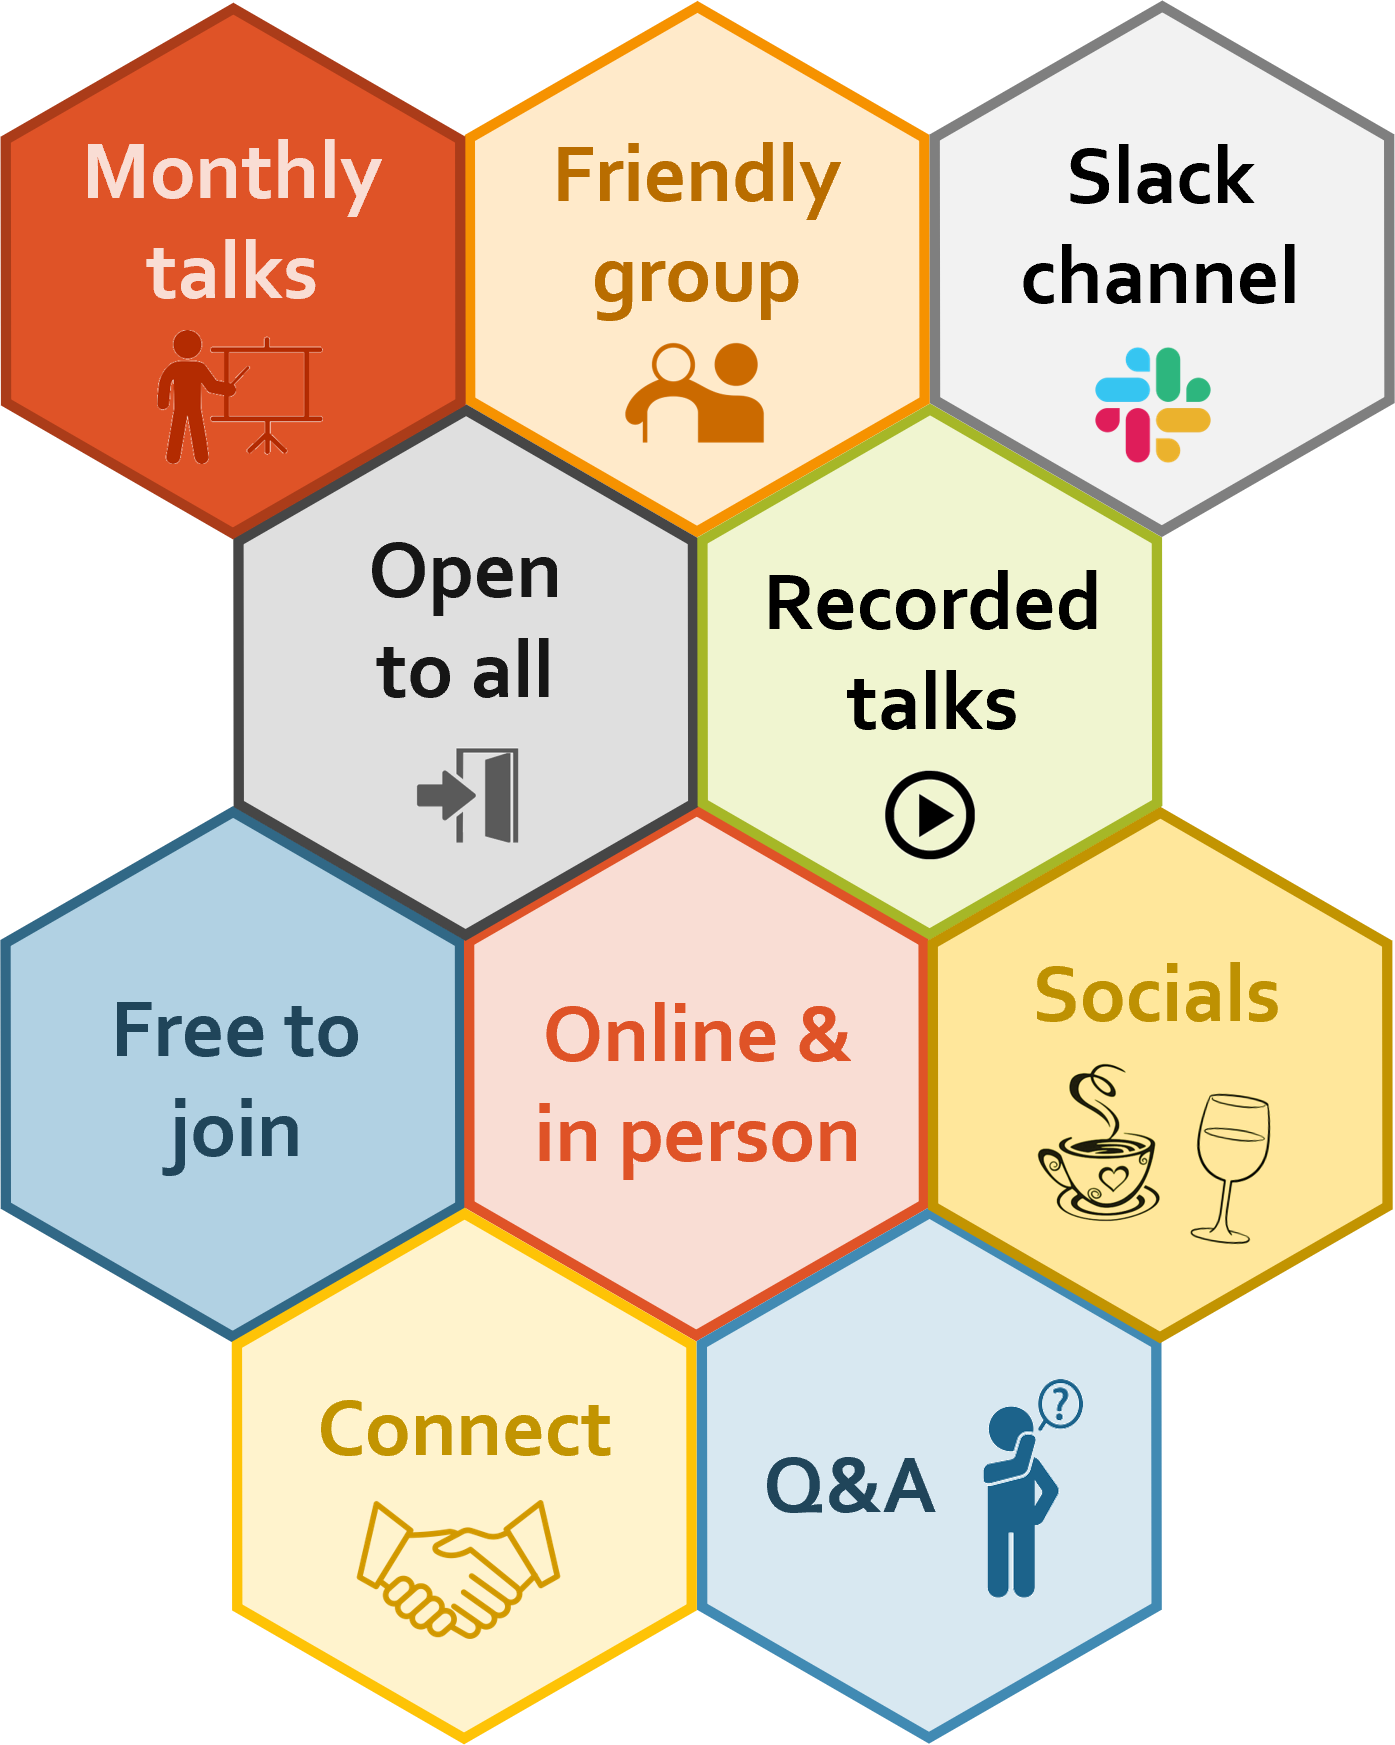 Monthly
talks
Friendly
group
Slack
channel
Open
to all
Recorded
talks
Free to
join
Online &
in person
Socials
Connect
Q&A
?